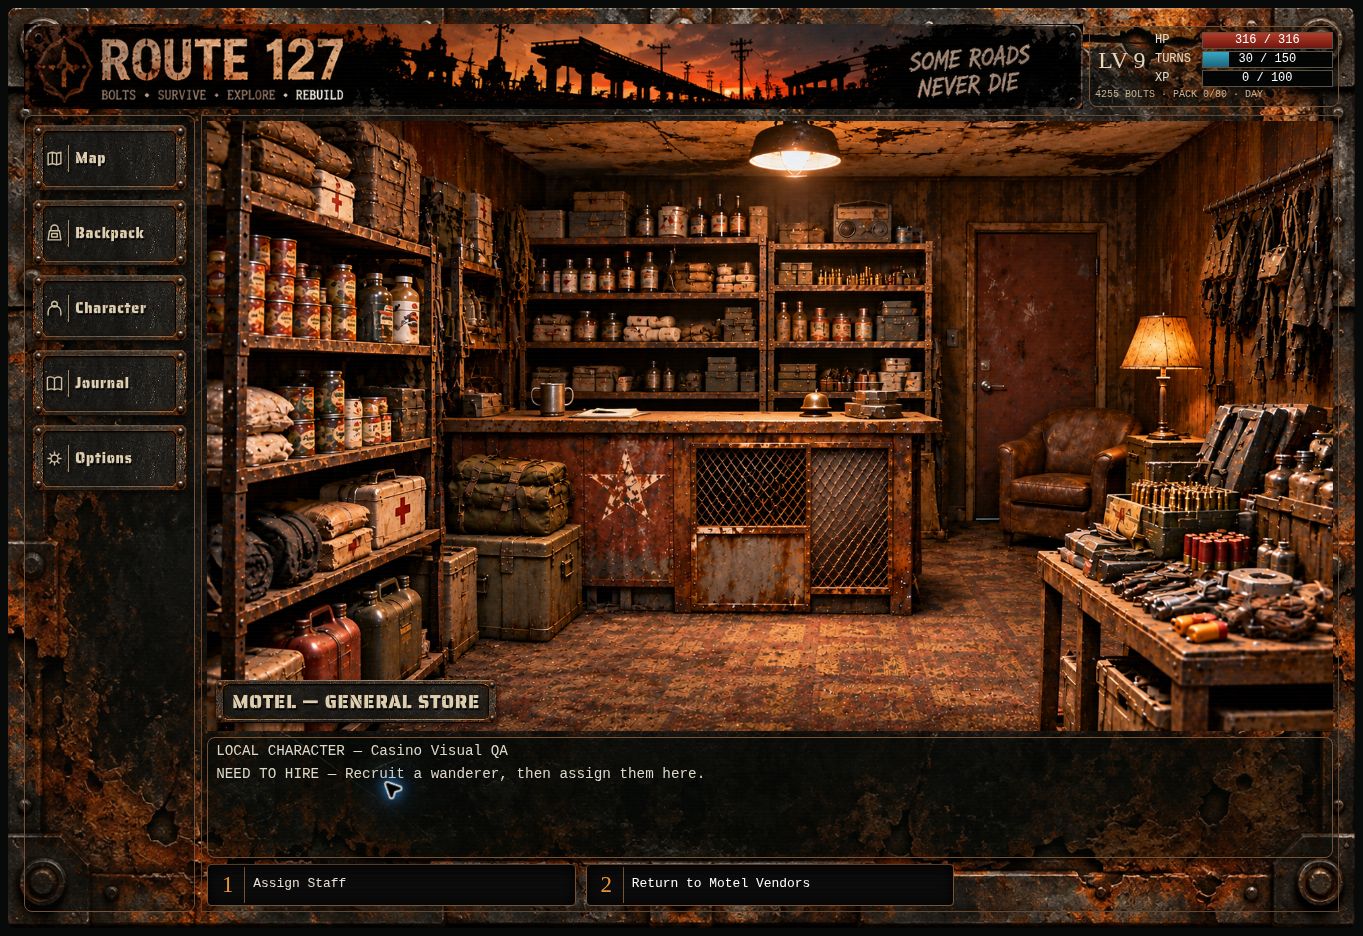 ROUTE 127
BOLTS • SURVIVE • EXPLORE • REBUILD
SOME ROADS
NEVER DIE
LV 9
HP
316 / 316
TURNS
30 / 150
XP
0 / 100
4255 BOLTS · PACK 0/80 · DAY
Map
Backpack
Character
Journal
Options
MOTEL — GENERAL STORE
LOCAL CHARACTER — Casino Visual QA
NEED TO HIRE — Recruit a wanderer, then assign them here.
1 Assign Staff
2 Return to Motel Vendors